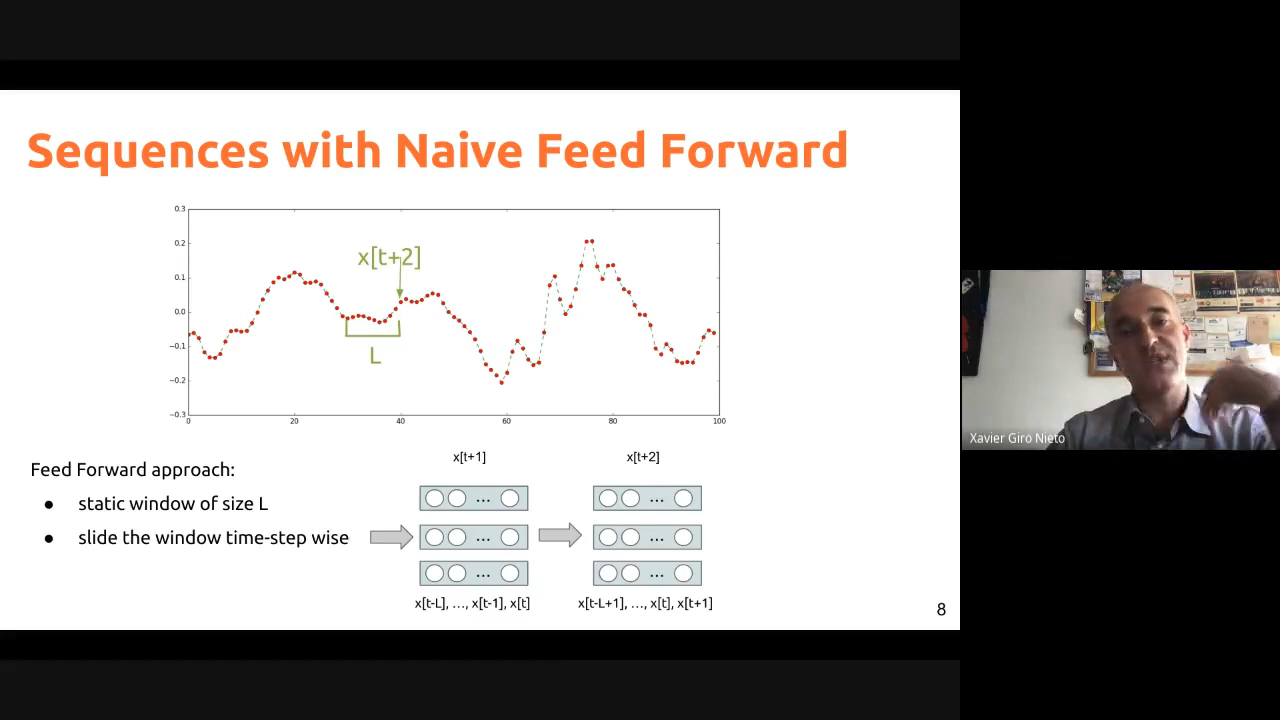 Sequences with Naive Feed Forward
0.3
0.2
0.1
0.0
−0.1
−0.2
−0.3
0
20
40
60
80
100
x[t+2]
L
Feed Forward approach:
● static window of size L
● slide the window time-step wise
x[t+1]
x[t+2]
...
...
...
...
...
...
x[t-L], …, x[t-1], x[t]
x[t-L+1], …, x[t], x[t+1]
8
Xavier Giro Nieto